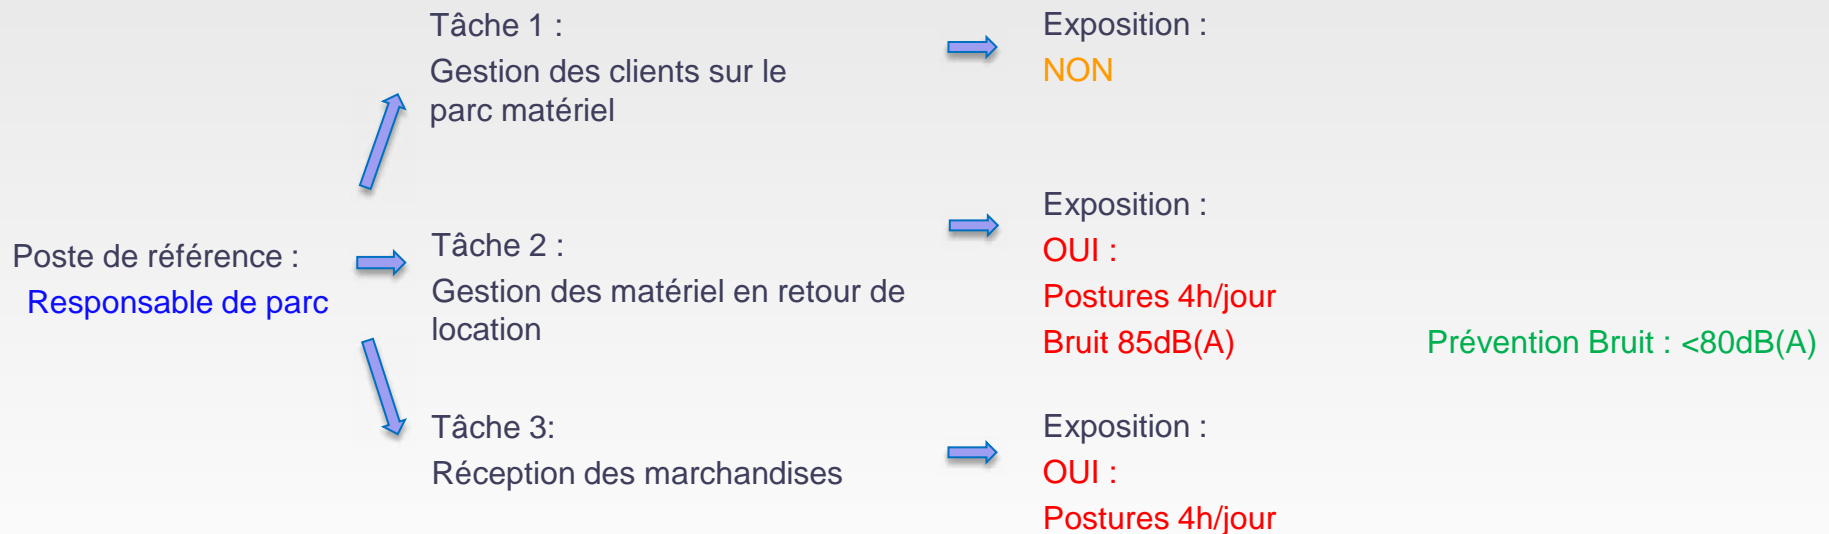 Poste de référence :
Responsable de parc
Tâche 1 :
Gestion des clients sur le
parc matériel
Exposition :
NON
Tâche 2 :
Gestion des matériel en retour de
location
Exposition :
OUI :
Postures 4h/jour
Bruit 85dB(A)
Prévention Bruit : <80dB(A)
Tâche 3:
Réception des marchandises
Exposition :
OUI :
Postures 4h/jour